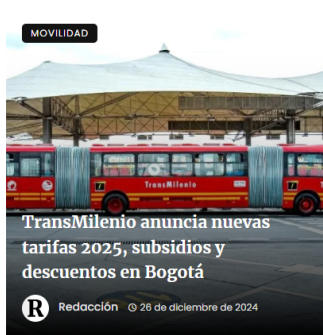 MOVILIDAD
TransMilenio
TransMilenio anuncia nuevas
tarifas 2025, subsidios y
descuentos en Bogotá
R Redacción 26 de diciembre de 2024